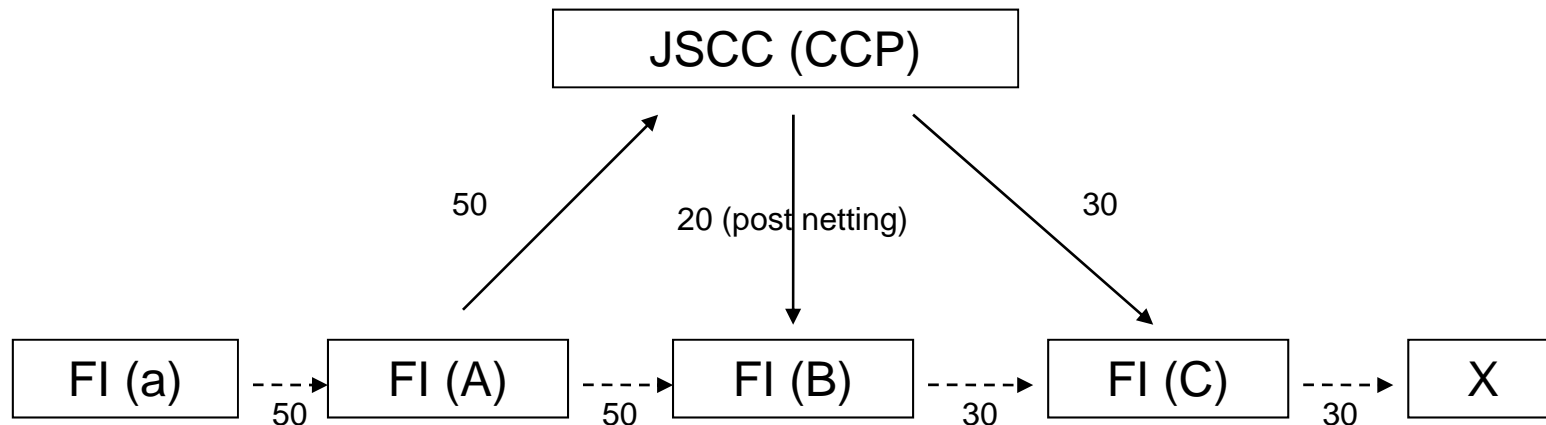 JSCC (CCP)
50
20 (post netting)
30
FI (a)
FI (A)
FI (B)
FI (C)
X
50
50
30
30